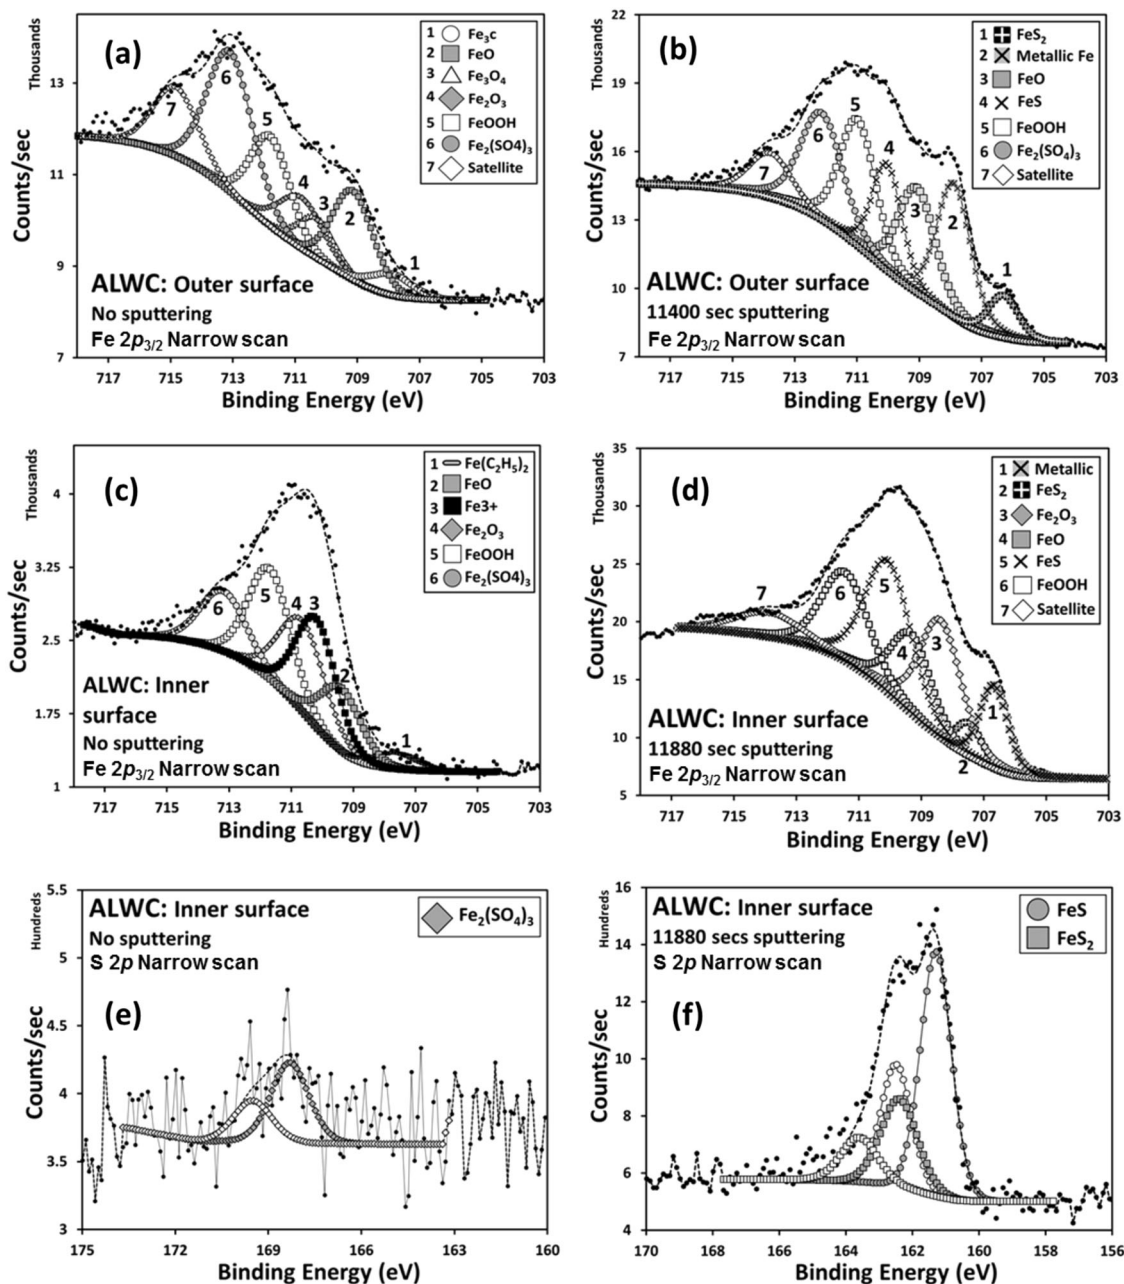 (a)
Thousands
Counts/sec
13
11
9
7
1 Fe₃c
2 FeO
3 Fe₃O₄
4 Fe₂O₃
5 FeOOH
6 Fe₂(SO4)₃
7 Satellite
7
6
5
4
3
2
1
ALWC: Outer surface
No sputtering
Fe 2p₃/₂ Narrow scan
717 715 713 711 709 707 705 703
Binding Energy (eV)
(b)
Thousands
Counts/sec
22
19
16
13
10
7
1 FeS₂
2 Metallic Fe
3 FeO
4 FeS
5 FeOOH
6 Fe₂(SO₄)₃
7 Satellite
7
6
5
4
3
2
1
ALWC: Outer surface
11400 sec sputtering
Fe 2p₃/₂ Narrow scan
717 715 713 711 709 707 705 703
Binding Energy (eV)
(c)
Thousands
Counts/sec
4
3.25
2.5
1.75
1
1 Fe(C₂H₅)₂
2 FeO
3 Fe3+
4 Fe₂O₃
5 FeOOH
6 Fe₂(SO4)₃
6
5
4
3
2
1
ALWC: Inner
surface
No sputtering
Fe 2p₃/₂ Narrow scan
717 715 713 711 709 707 705 703
Binding Energy (eV)
(d)
Thousands
Counts/sec
35
30
25
20
15
10
5
1 Metallic
2 FeS₂
3 Fe₂O₃
4 FeO
5 FeS
6 FeOOH
7 Satellite
7
6
5
4
3
2
1
ALWC: Inner surface
11880 sec sputtering
Fe 2p₃/₂ Narrow scan
717 715 713 711 709 707 705 703
Binding Energy (eV)
(e)
Hundreds
Counts/sec
5.5
5
4.5
4
3.5
3
ALWC: Inner surface
No sputtering
S 2p Narrow scan
Fe₂(SO₄)₃
175 172 169 166 163 160
Binding Energy (eV)
(f)
Hundreds
Counts/sec
16
14
12
10
8
6
4
ALWC: Inner surface
11880 secs sputtering
S 2p Narrow scan
FeS
FeS₂
170 168 166 164 162 160 158 156
Binding Energy (eV)